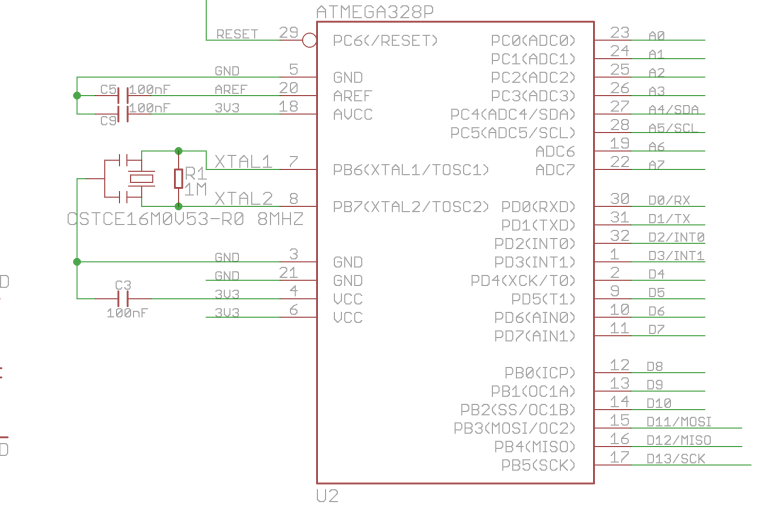 ATMEGA328P
RESET 29 PC6(/RESET) PC0(ADC0) 23 A0
PC1(ADC1) 24 A1
GND 5 GND PC2(ADC2) 25 A2
C5 100nF AREF 20 AREF PC3(ADC3) 26 A3
C9 100nF 3V3 18 AVCC PC4(ADC4/SDA) 27 A4/SDA
PC5(ADC5/SCL) 28 A5/SCL
ADC6 19 A6
XTAL1 7 PB6(XTAL1/TOSC1) ADC7 22 A7
R1
1M
XTAL2 8 PB7(XTAL2/TOSC2) PD0(RXD) 30 D0/RX
CSTCE16M0V53-R0 8MHZ PD1(TXD) 31 D1/TX
PD2(INT0) 32 D2/INT0
GND 3 GND PD3(INT1) 1 D3/INT1
GND 21 GND PD4(XCK/T0) 2 D4
C3 3V3 4 VCC PD5(T1) 9 D5
100nF 3V3 6 VCC PD6(AIN0) 10 D6
PD7(AIN1) 11 D7
PB0(ICP) 12 D8
PB1(OC1A) 13 D9
PB2(SS/OC1B) 14 D10
PB3(MOSI/OC2) 15 D11/MOSI
PB4(MISO) 16 D12/MISO
PB5(SCK) 17 D13/SCK
U2